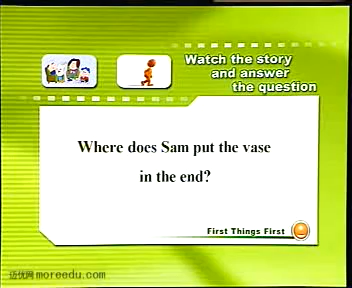 Watch the story
and answer
the question
Where does Sam put the vase
in the end?
First Things First
迈优网 moreedu.com